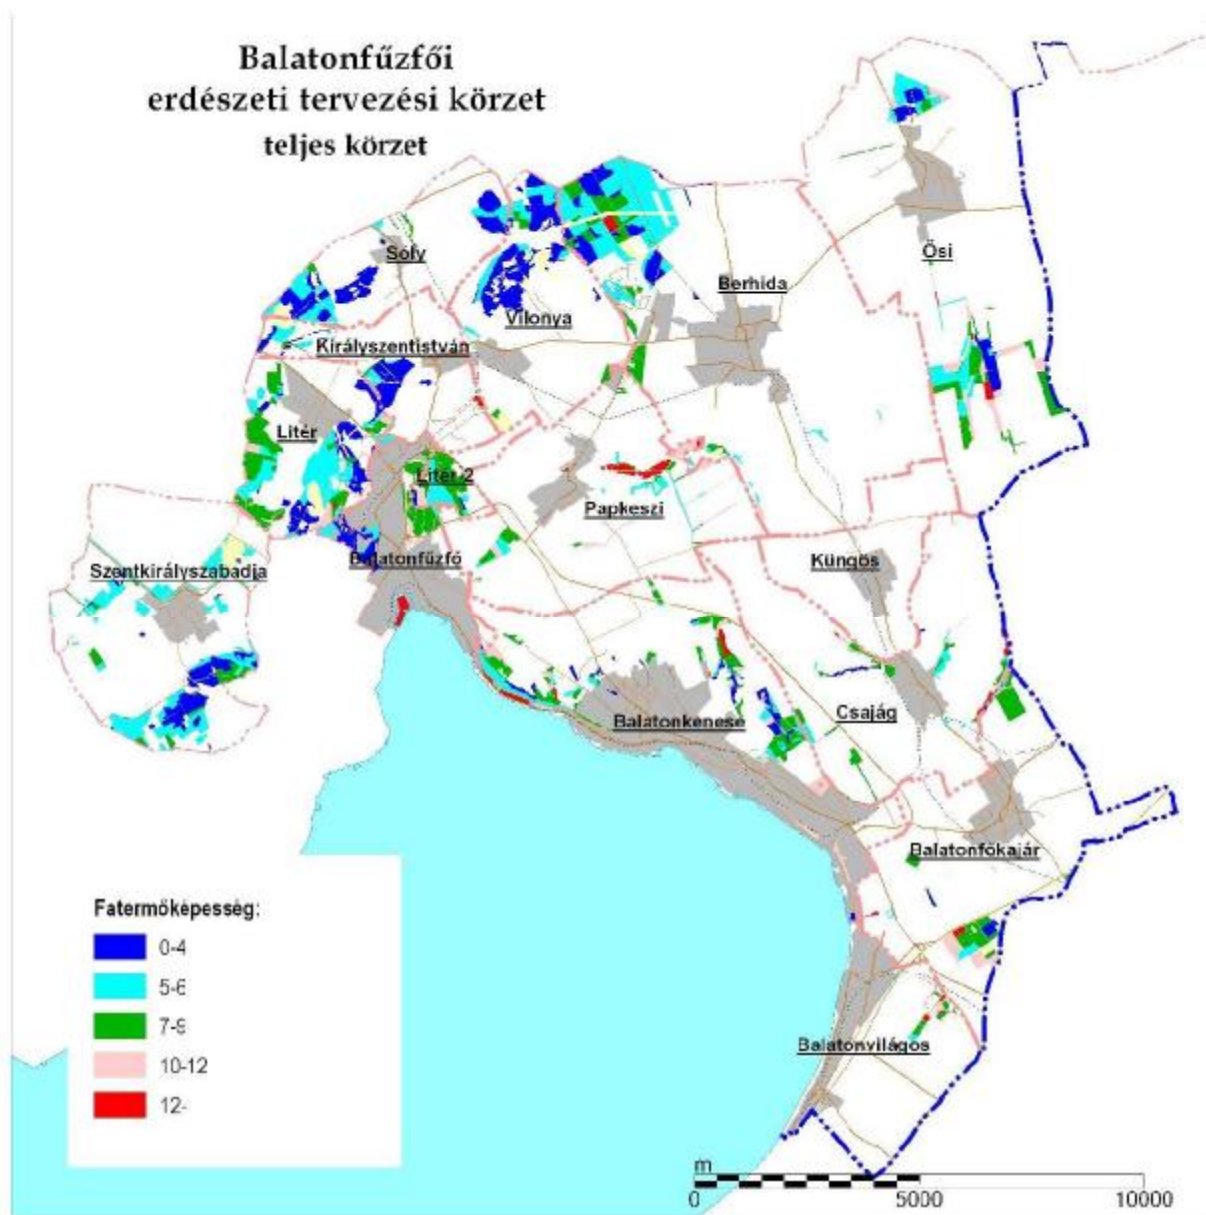 Balatonfűzfői
erdészeti tervezési körzet
teljes körzet
Ősi
Sóly
Berhida
Vilonya
Királyszentistván
Litér
Litér-2
Papkeszi
Balatonfűzfő
Küngös
Szentkirályszabadja
Csajág
Balatonkenese
Balatonfőkajár
Fatermőképesség:
0-4
5-6
7-9
10-12
12-
Balatonvilágos
m
0 5000 10000